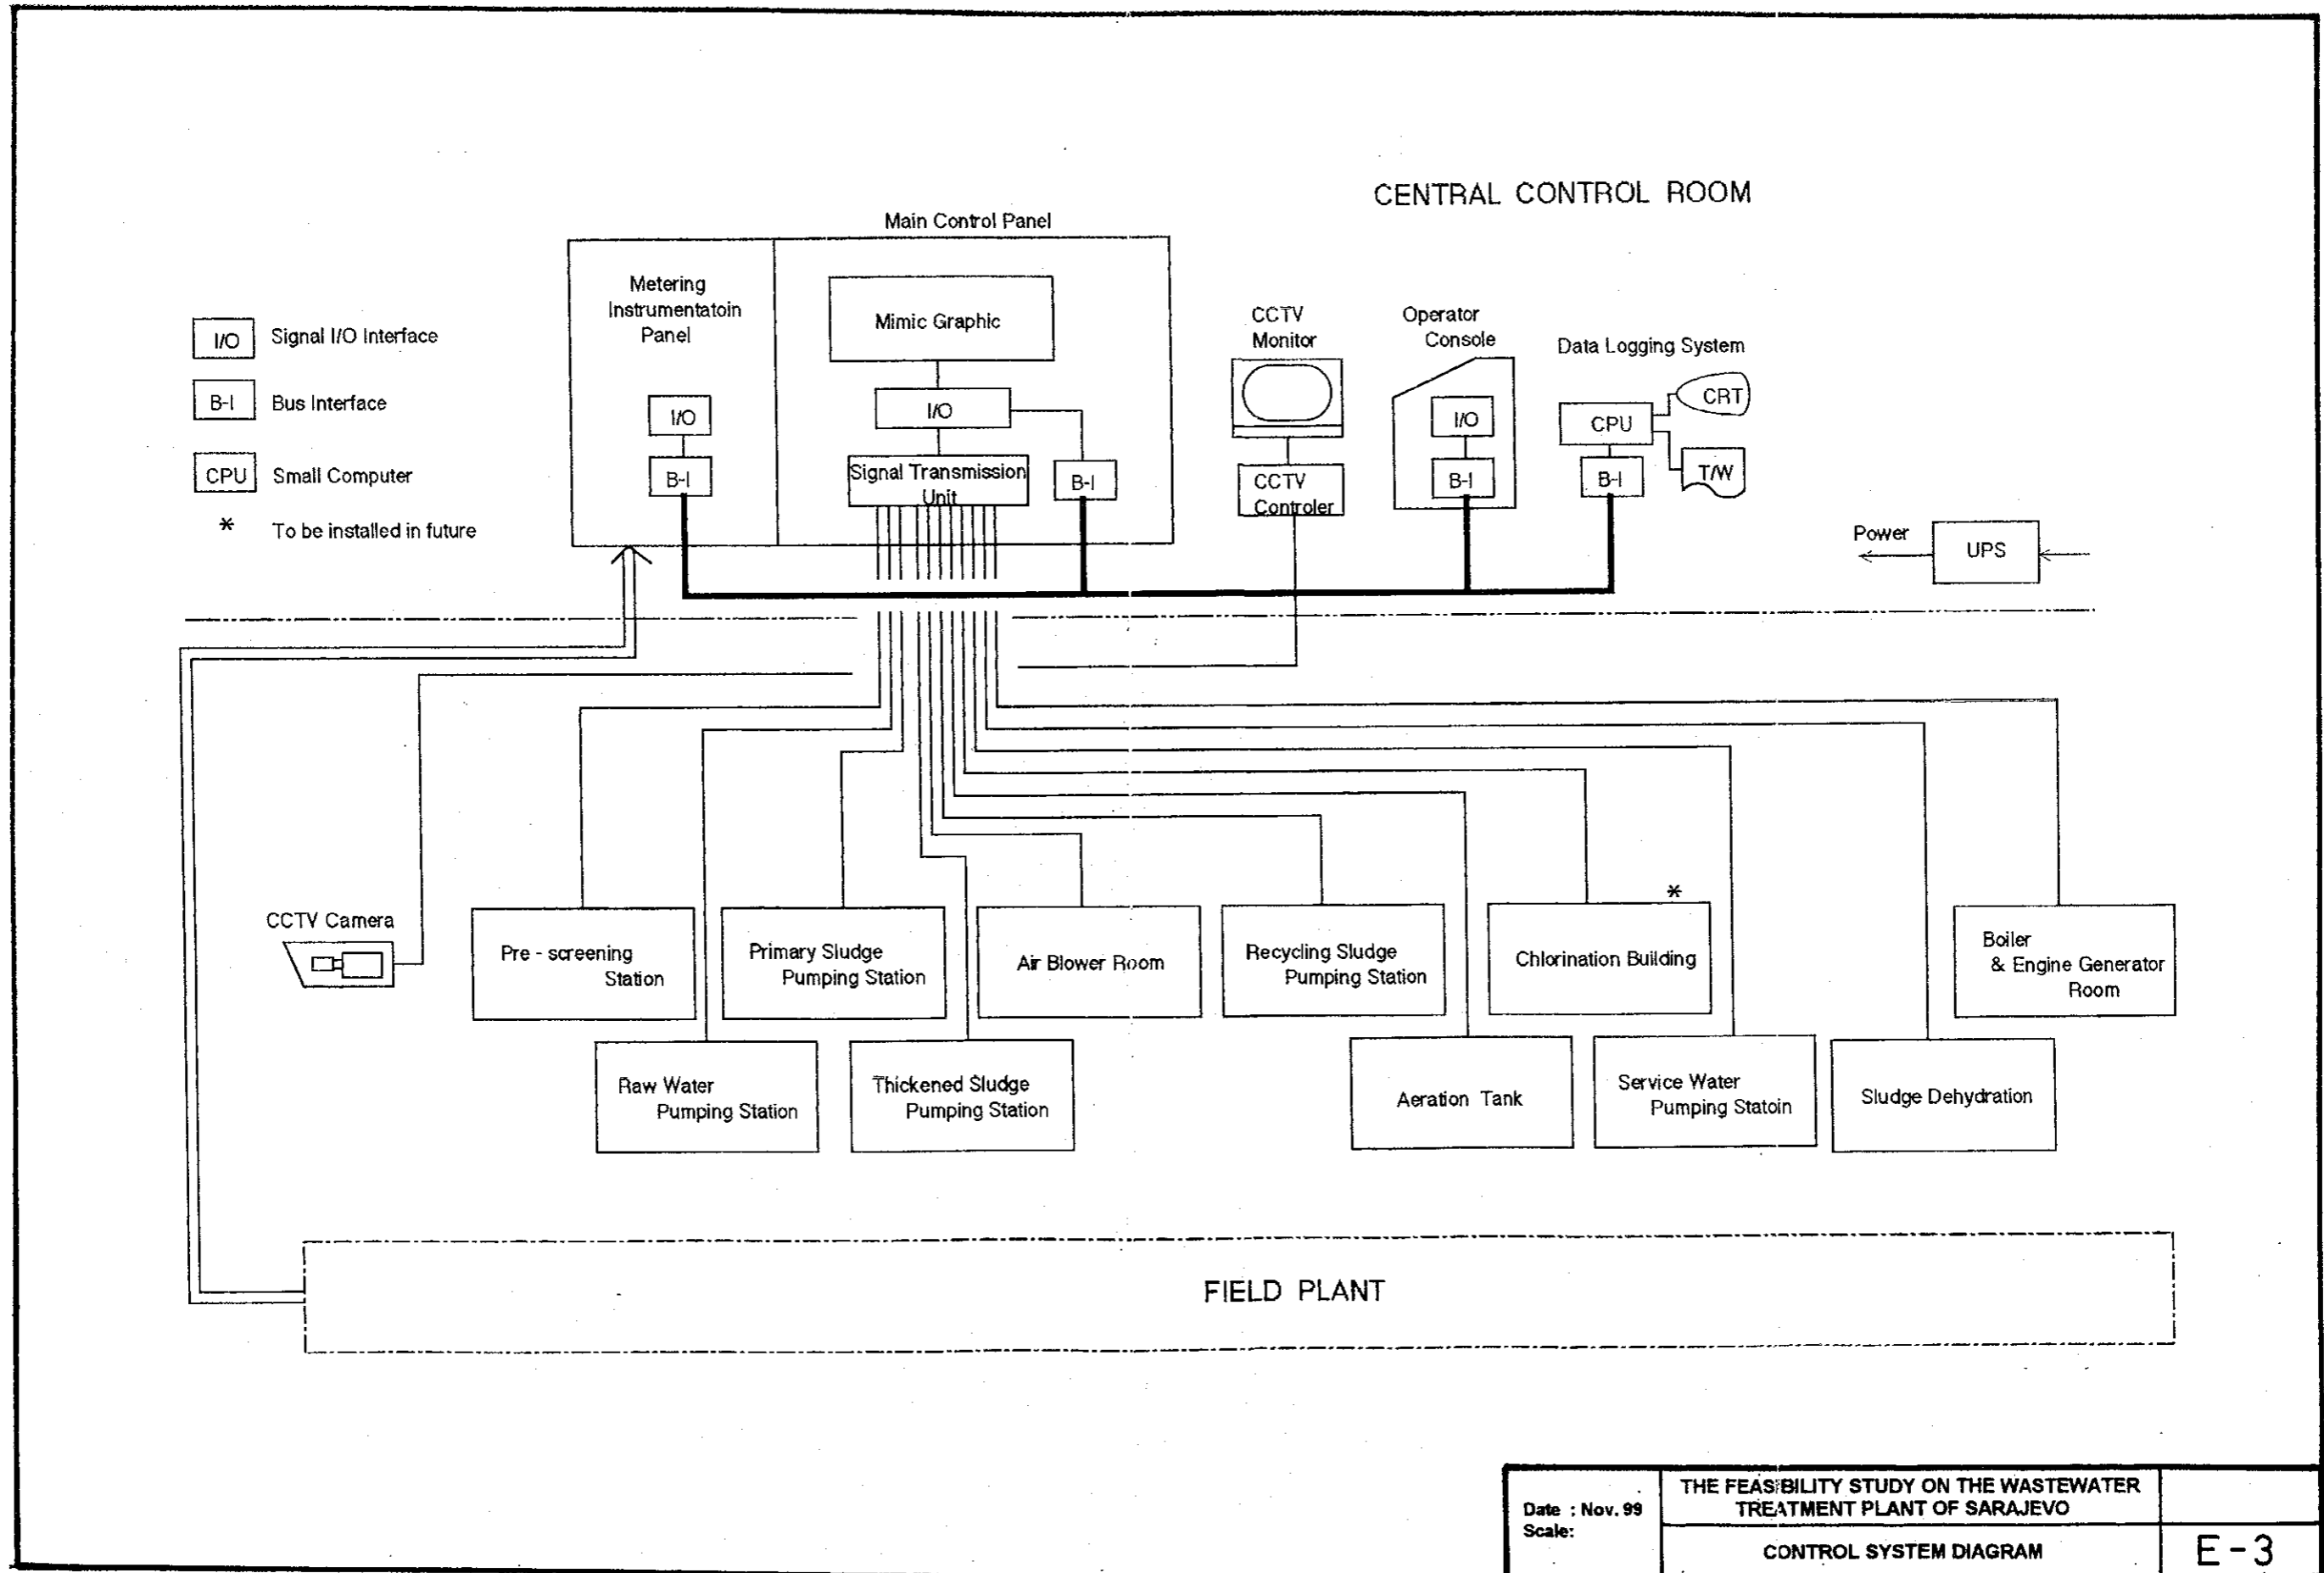 CENTRAL CONTROL ROOM
Main Control Panel
Metering
Instrumentatoin
Panel
Mimic Graphic
I/O
I/O
B-I
Signal Transmission
Unit
B-I
CCTV
Monitor
CCTV
Controler
Operator
Console
I/O
B-I
Data Logging System
CRT
CPU
T/W
B-I
Power
UPS
I/O Signal I/O Interface
B-I Bus Interface
CPU Small Computer
* To be installed in future
CCTV Camera
Pre - screening
Station
Primary Sludge
Pumping Station
Air Blower Room
Recycling Sludge
Pumping Station
*
Chlorination Building
Boiler
& Engine Generator
Room
Raw Water
Pumping Station
Thickened Sludge
Pumping Station
Aeration Tank
Service Water
Pumping Statoin
Sludge Dehydration
FIELD PLANT
Date : Nov. 99
Scale:
THE FEASIBILITY STUDY ON THE WASTEWATER
TREATMENT PLANT OF SARAJEVO
CONTROL SYSTEM DIAGRAM
E-3